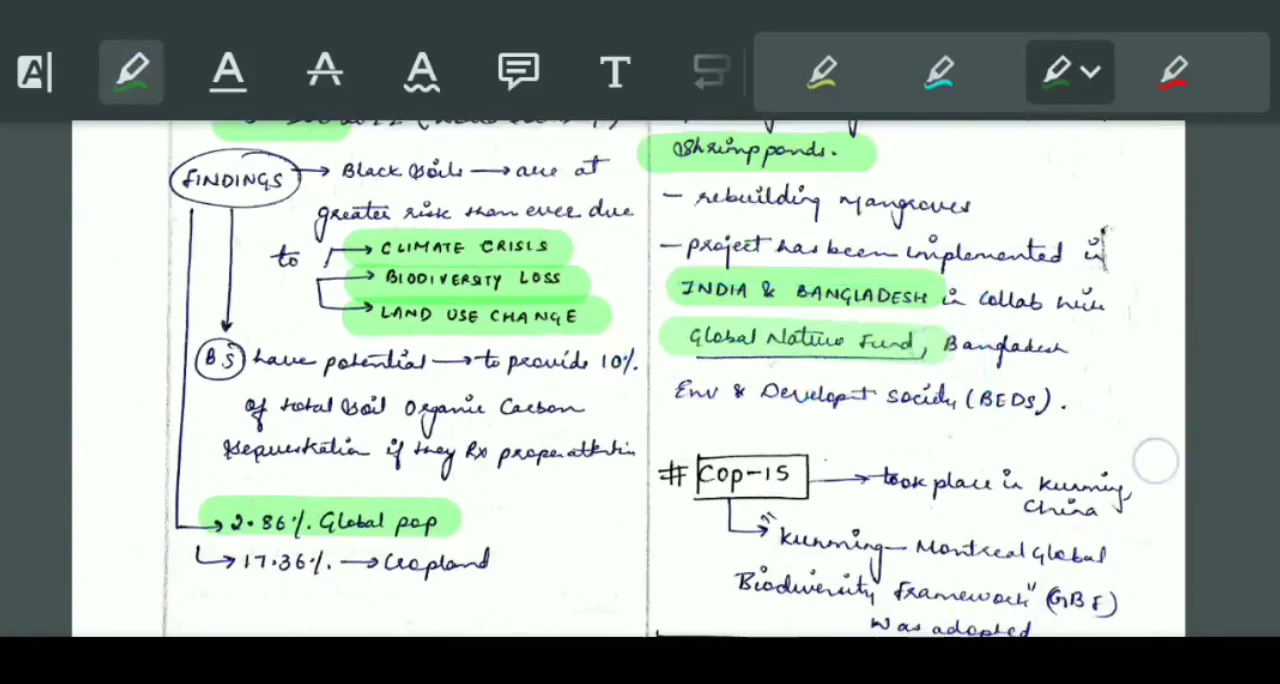 FINDINGS → Black Soils → are at
greater risk than ever due
to → CLIMATE CRISIS
→ BIODIVERSITY LOSS
→ LAND USE CHANGE
B.S have potential → to provide 10%.
of total Soil Organic Carbon
Sequestration if they Rx proper attention
→ 2.86%. Global pop
→ 17.36%. → Cropland
Shrimp ponds.
- rebuilding Mangroves
- project has been implemented in
INDIA & BANGLADESH in collab with
Global Nature Fund, Bangladesh
Env & Developt Society (BEDS).
# COP-15 → took place in Kunming,
China
→ "Kunming-Montreal Global
Biodiversity Framework" (GBF)
was adopted